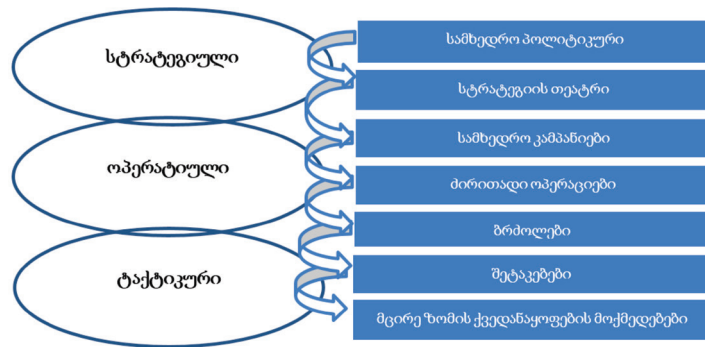 სტრატეგიული
ოპერატიული
ტაქტიკური
სამხედრო პოლიტიკური
სტრატეგიის თეატრი
სამხედრო კამპანიები
ძირითადი ოპერაციები
ბრძოლები
შეტაკებები
მცირე ზომის ქვედანაყოფების მოქმედებები